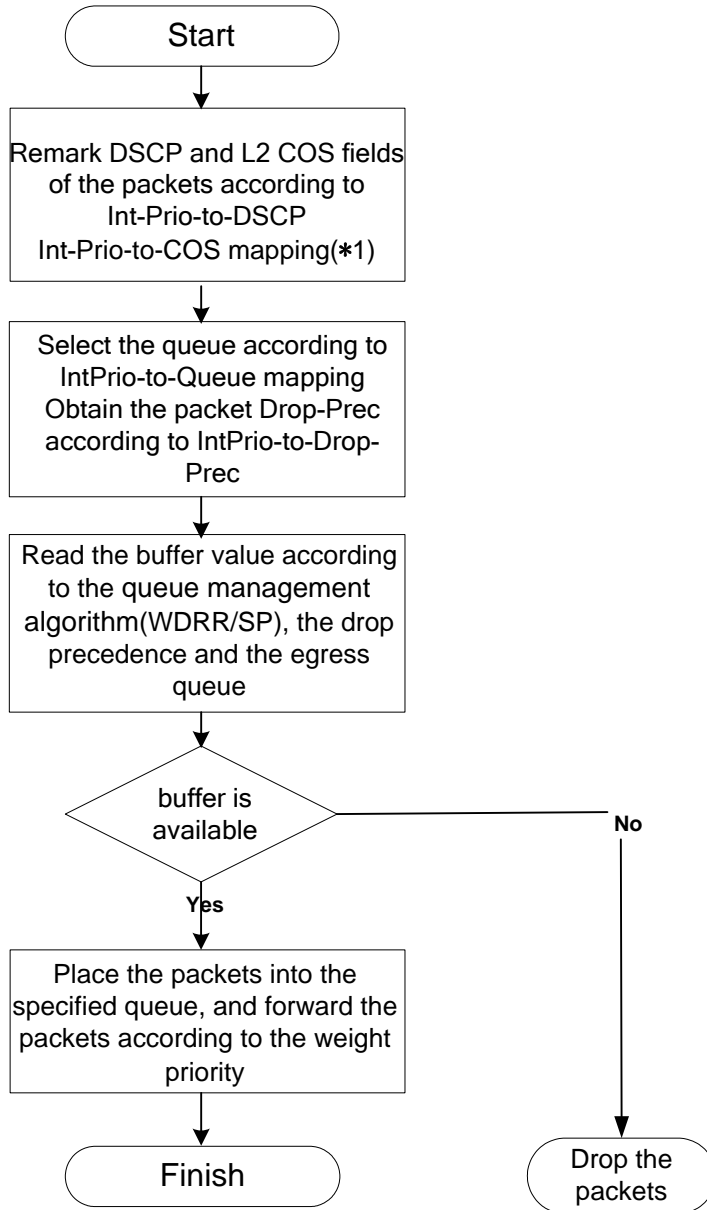 Start
Remark DSCP and L2 COS fields
of the packets according to
Int-Prio-to-DSCP
Int-Prio-to-COS mapping(*1)
Select the queue according to
IntPrio-to-Queue mapping
Obtain the packet Drop-Prec
according to IntPrio-to-Drop-
Prec
Read the buffer value according
to the queue management
algorithm(WDRR/SP), the drop
precedence and the egress
queue
buffer is
available
No
Yes
Place the packets into the
specified queue, and forward the
packets according to the weight
priority
Finish
Drop the
packets